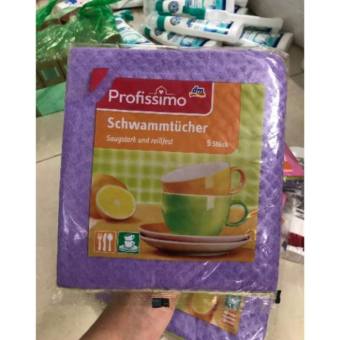 Profissimo
dm
Schwammtücher
Saugstark und reißfest
5 Stück